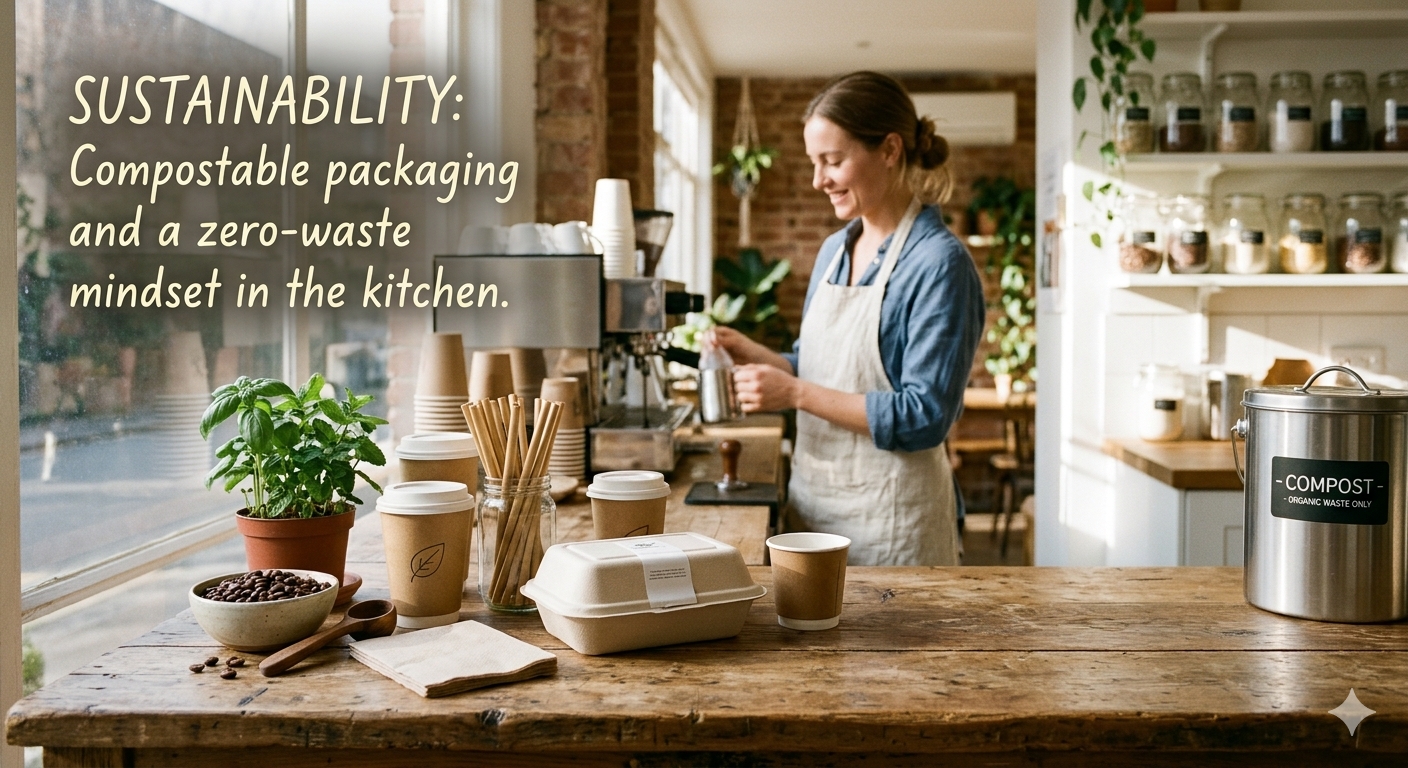 SUSTAINABILITY:
Compostable packaging
and a zero-waste
mindset in the kitchen.
- COMPOST -
- ORGANIC WASTE ONLY